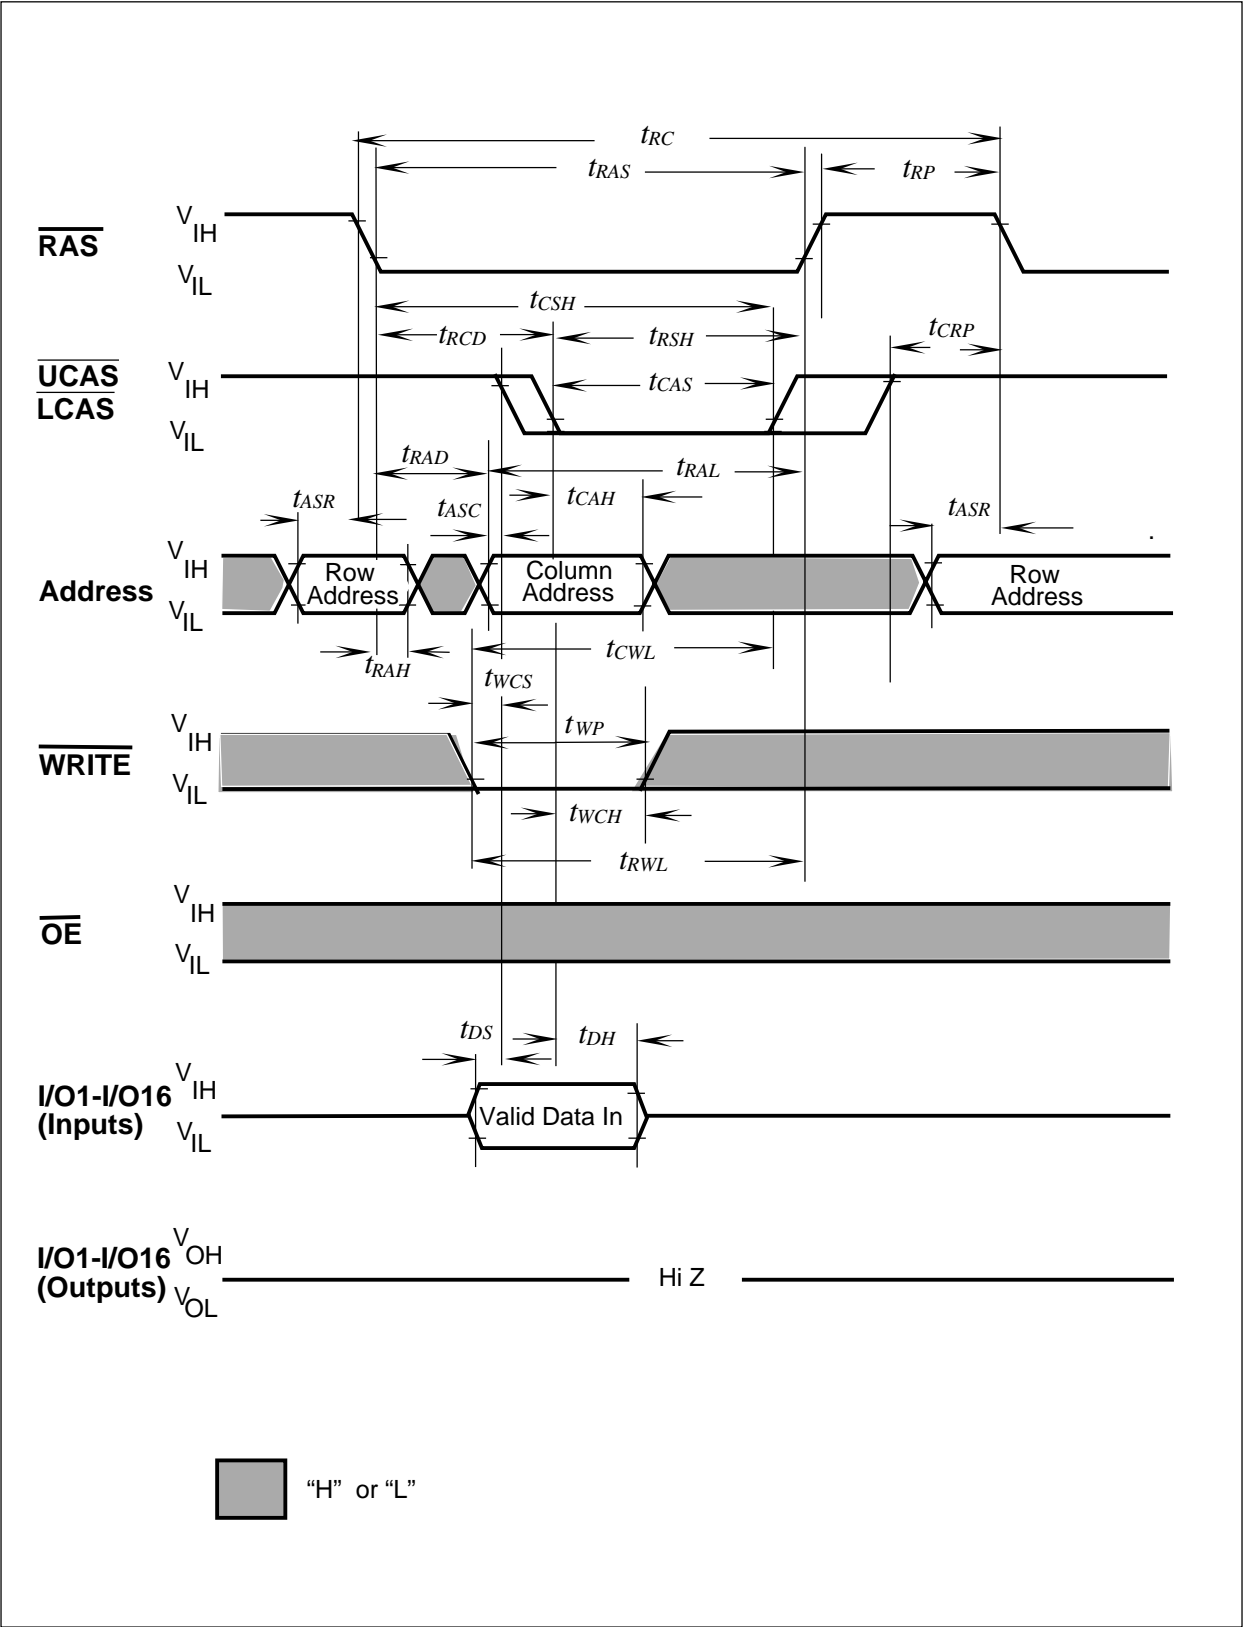 tRC
tRAS
tRP
RAS
VIH
VIL
tCSH
tRCD
tRSH
tCRP
UCAS
LCAS
VIH
VIL
tCAS
tRAD
tRAL
tASR
tASC
tCAH
tASR
Address
VIH
VIL
Row
Address
Column
Address
Row
Address
tRAH
tCWL
tWCS
tWP
WRITE
VIH
VIL
tWCH
tRWL
OE
VIH
VIL
tDS
tDH
I/O1-I/O16
(Inputs)
VIH
VIL
Valid Data In
I/O1-I/O16
(Outputs)
VOH
VOL
Hi Z
“H” or “L”